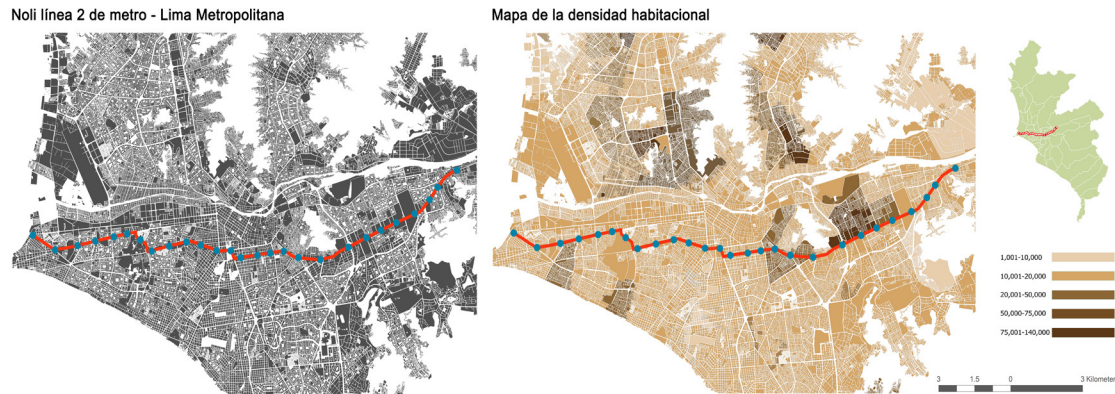 Noli línea 2 de metro - Lima Metropolitana
Mapa de la densidad habitacional
1,001-10,000
10,001-20,000
20,001-50,000
50,000-75,000
75,001-140,000
3 1.5 0 3 Kilometer